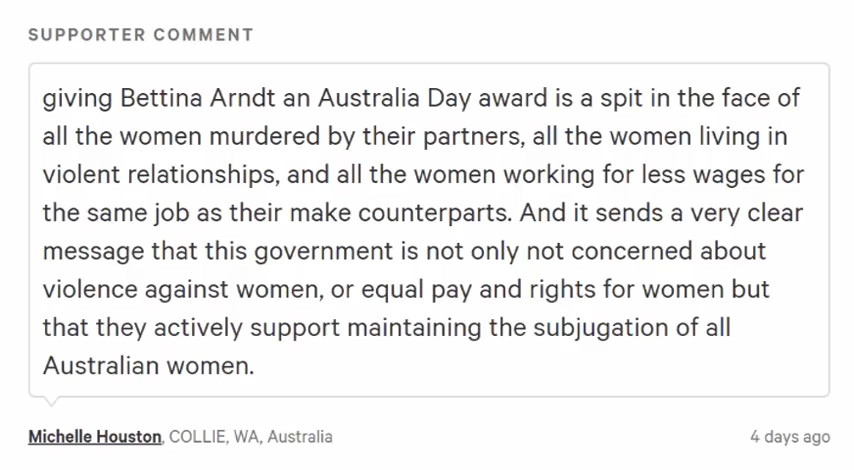 SUPPORTER COMMENT
giving Bettina Arndt an Australia Day award is a spit in the face of
all the women murdered by their partners, all the women living in
violent relationships, and all the women working for less wages for
the same job as their make counterparts. And it sends a very clear
message that this government is not only not concerned about
violence against women, or equal pay and rights for women but
that they actively support maintaining the subjugation of all
Australian women.
Michelle Houston, COLLIE, WA, Australia 4 days ago